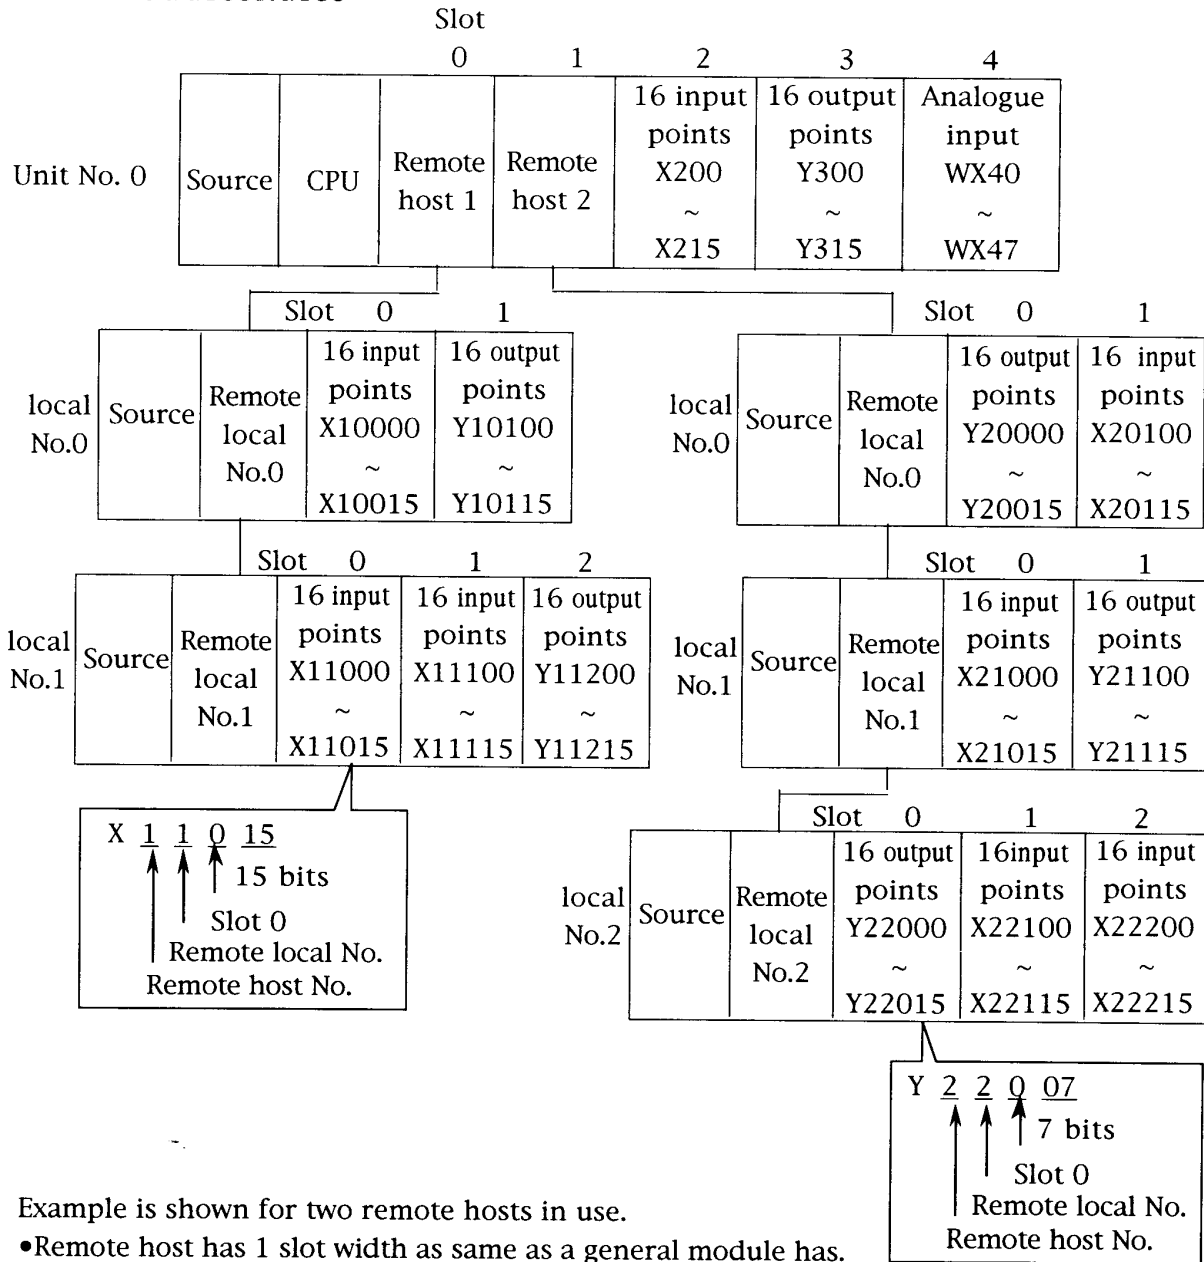 Slot
0 1 2 3 4
Unit No. 0
Source
CPU
Remote
host 1
Remote
host 2
16 input
points
X200
~
X215
16 output
points
Y300
~
Y315
Analogue
input
WX40
~
WX47
Slot 0 1
local
No.0
Source
Remote
local
No.0
16 input
points
X10000
~
X10015
16 output
points
Y10100
~
Y10115
Slot 0 1
local
No.0
Source
Remote
local
No.0
16 output
points
Y20000
~
Y20015
16 input
points
X20100
~
X20115
Slot 0 1 2
local
No.1
Source
Remote
local
No.1
16 input
points
X11000
~
X11015
16 input
points
X11100
~
X11115
16 output
points
Y11200
~
Y11215
Slot 0 1
local
No.1
Source
Remote
local
No.1
16 input
points
X21000
~
X21015
16 output
points
Y21100
~
Y21115
X 1 1 0 15
15 bits
Slot 0
Remote local No.
Remote host No.
Slot 0 1 2
local
No.2
Source
Remote
local
No.2
16 output
points
Y22000
~
Y22015
16input
points
X22100
~
X22115
16 input
points
X22200
~
X22215
Y 2 2 0 07
7 bits
Slot 0
Remote local No.
Remote host No.
Example is shown for two remote hosts in use.
•Remote host has 1 slot width as same as a general module has.